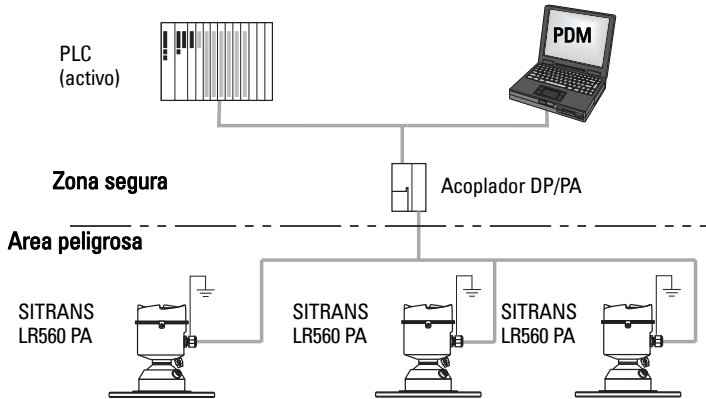 PLC
(activo)
PDM
Zona segura
Acoplador DP/PA
Area peligrosa
SITRANS
LR560 PA
SITRANS
LR560 PA
SITRANS
LR560 PA